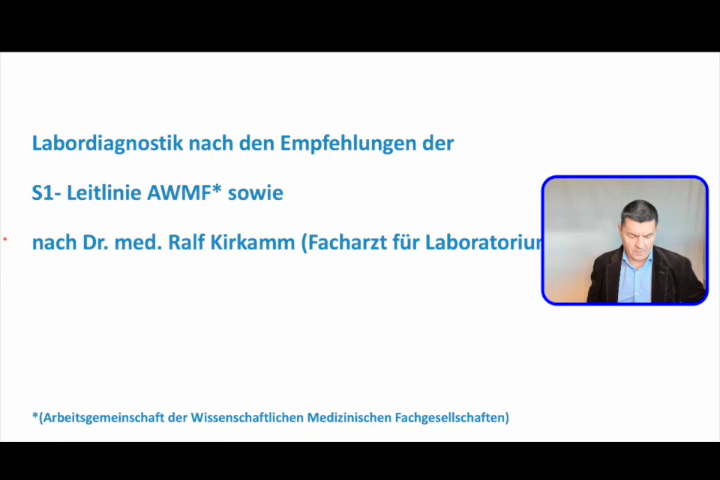 Labordiagnostik nach den Empfehlungen der
S1- Leitlinie AWMF* sowie
nach Dr. med. Ralf Kirkamm (Facharzt für
*(Arbeitsgemeinschaft der Wissenschaftlichen Medizinischen Fachgesellschaften)